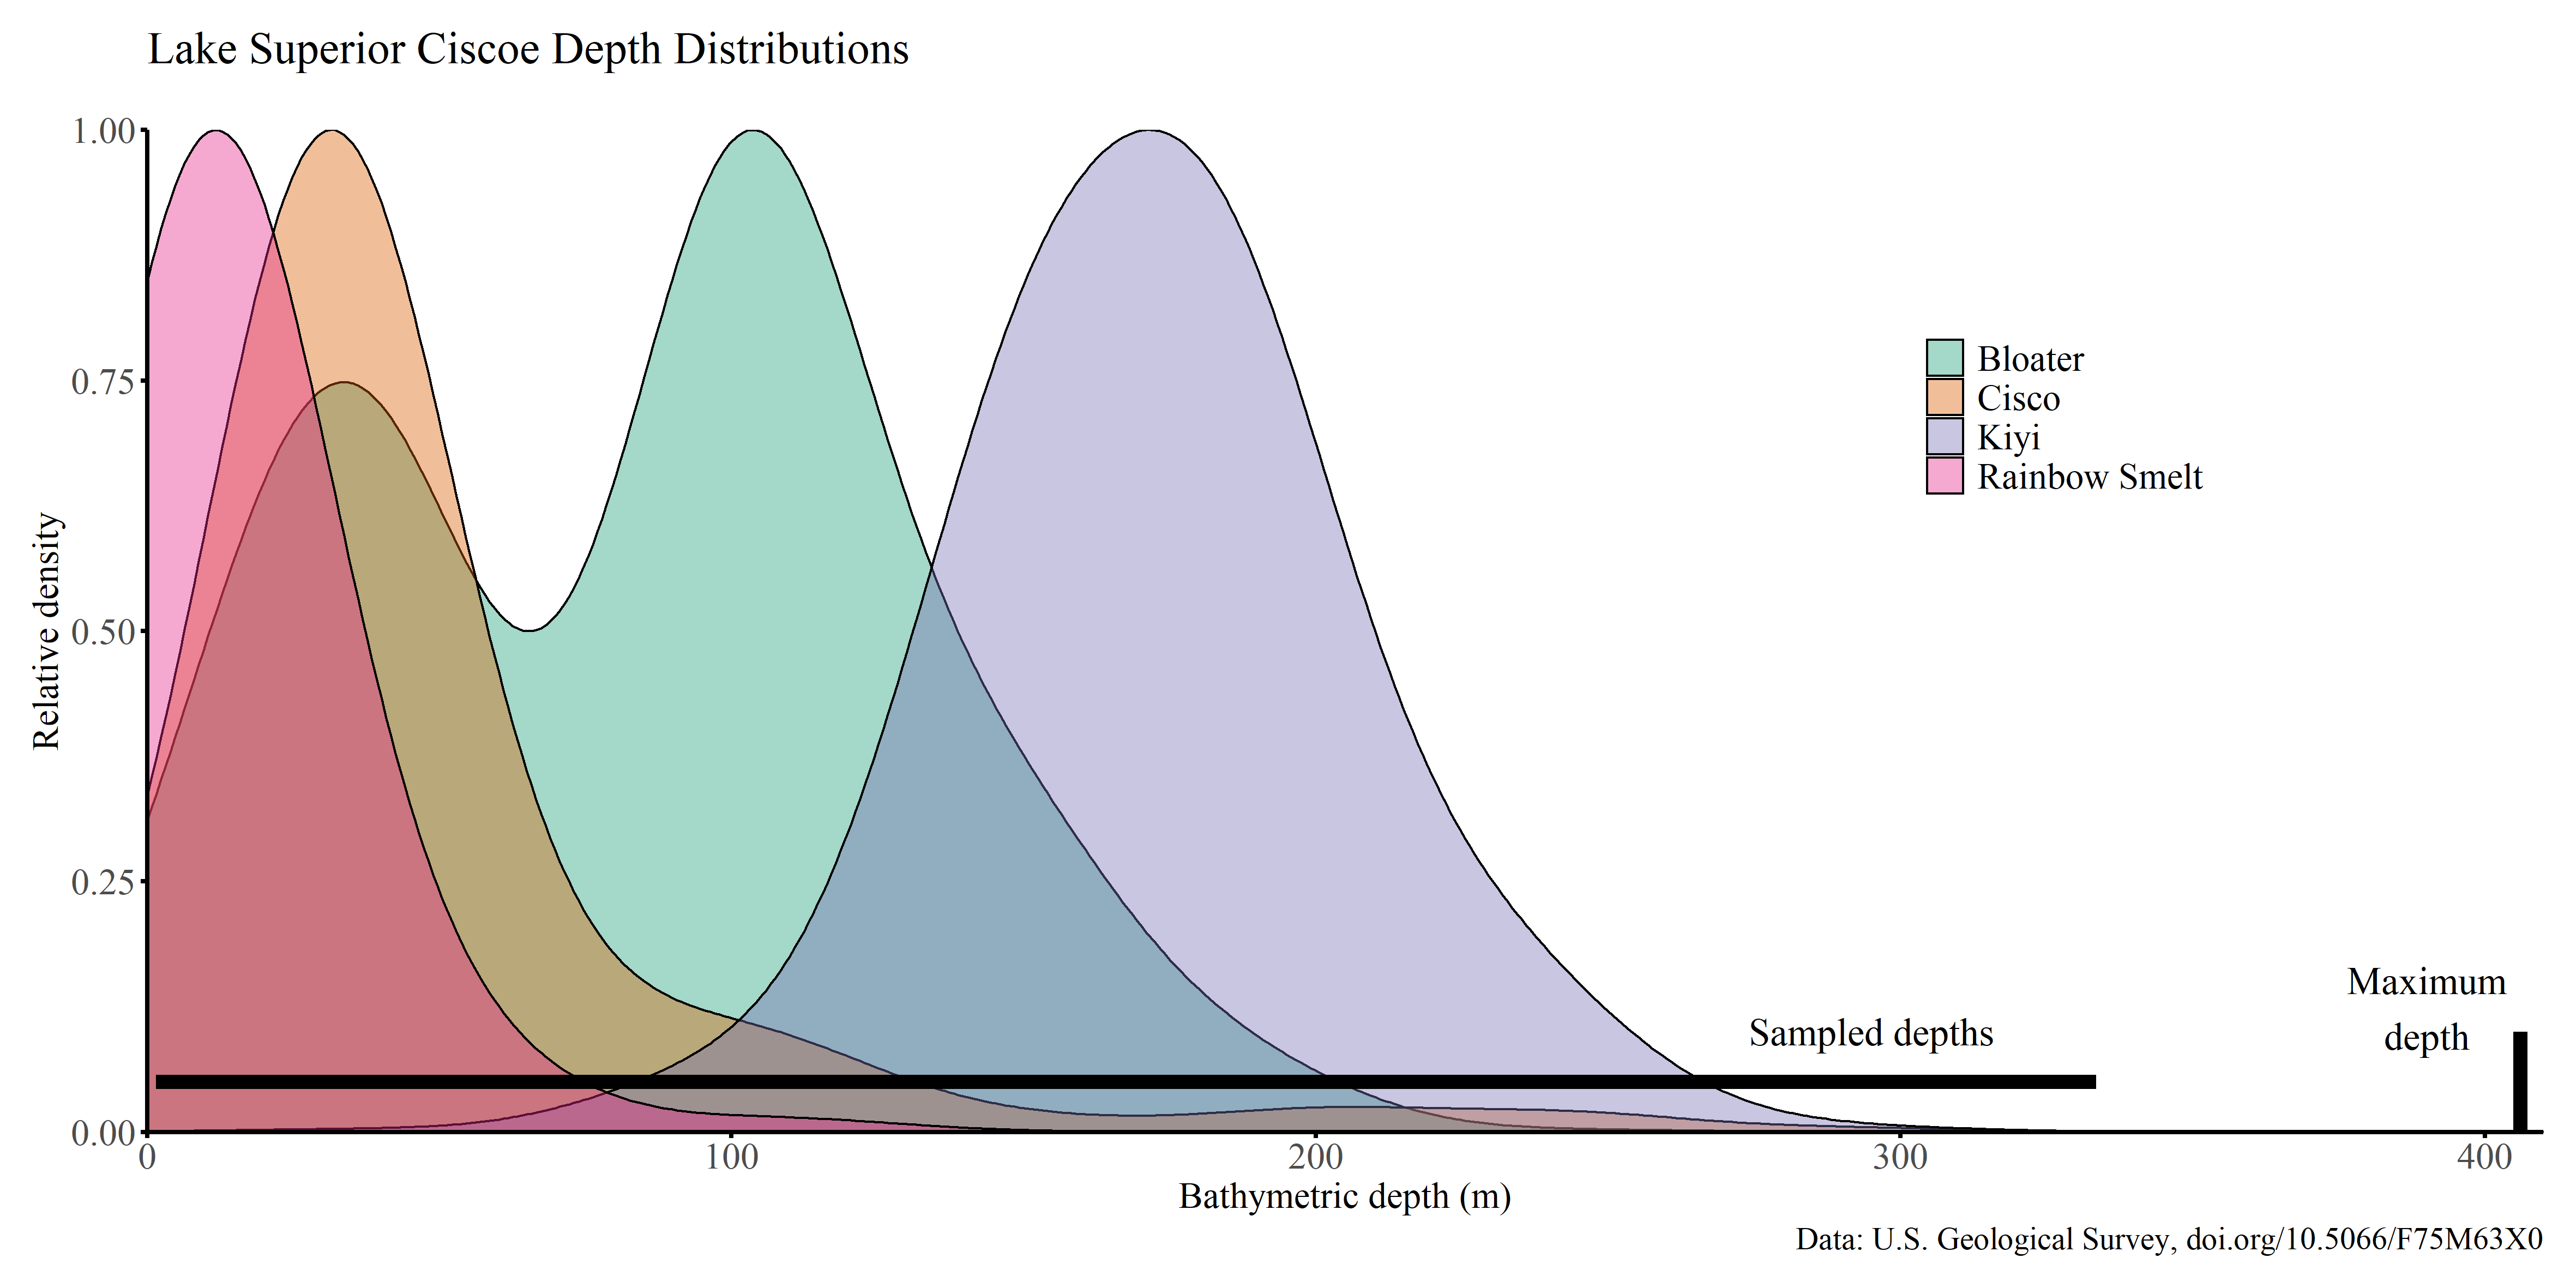 Lake Superior Ciscoe Depth Distributions
1.00
0.75
0.50
0.25
0.00
Relative density
Bloater
Cisco
Kiyi
Rainbow Smelt
Maximum
depth
Sampled depths
0
100
200
300
400
Bathymetric depth (m)
Data: U.S. Geological Survey, doi.org/10.5066/F75M63X0